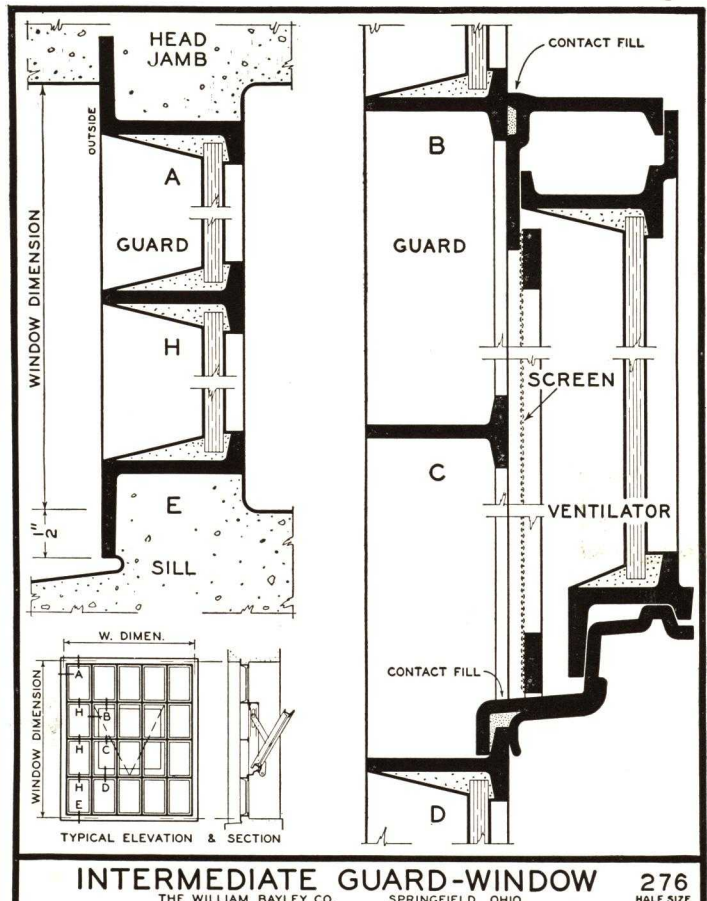 HEAD
JAMB
OUTSIDE
A
GUARD
WINDOW DIMENSION
H
E
1/2"
SILL
CONTACT FILL
B
GUARD
SCREEN
C
VENTILATOR
CONTACT FILL
D
W. DIMEN.
WINDOW DIMENSION
A
H
B
H
C
H
D
E
TYPICAL ELEVATION & SECTION
INTERMEDIATE GUARD-WINDOW 276
THE WILLIAM BAYLEY CO. SPRINGFIELD, OHIO HALF SIZE